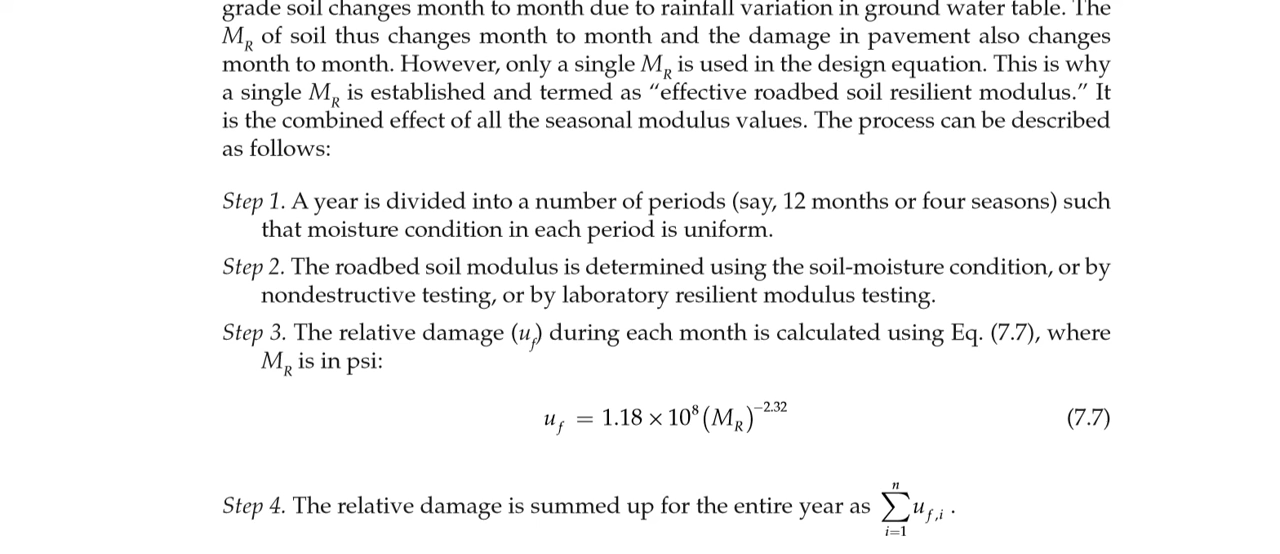 grade soil changes month to month due to rainfall variation in ground water table. The
M_R of soil thus changes month to month and the damage in pavement also changes
month to month. However, only a single M_R is used in the design equation. This is why
a single M_R is established and termed as “effective roadbed soil resilient modulus.” It
is the combined effect of all the seasonal modulus values. The process can be described
as follows:
Step 1. A year is divided into a number of periods (say, 12 months or four seasons) such
that moisture condition in each period is uniform.
Step 2. The roadbed soil modulus is determined using the soil-moisture condition, or by
nondestructive testing, or by laboratory resilient modulus testing.
Step 3. The relative damage (u_f) during each month is calculated using Eq. (7.7), where
M_R is in psi:
u_f = 1.18 × 10^8 (M_R)^−2.32 (7.7)
Step 4. The relative damage is summed up for the entire year as ∑_{i=1}^{n} u_{f,i} .